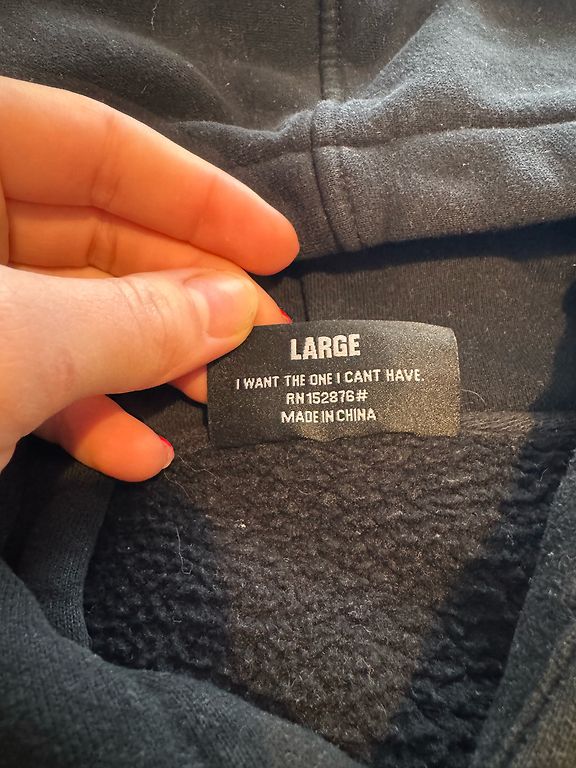 LARGE
I WANT THE ONE I CANT HAVE.
RN152876#
MADE IN CHINA